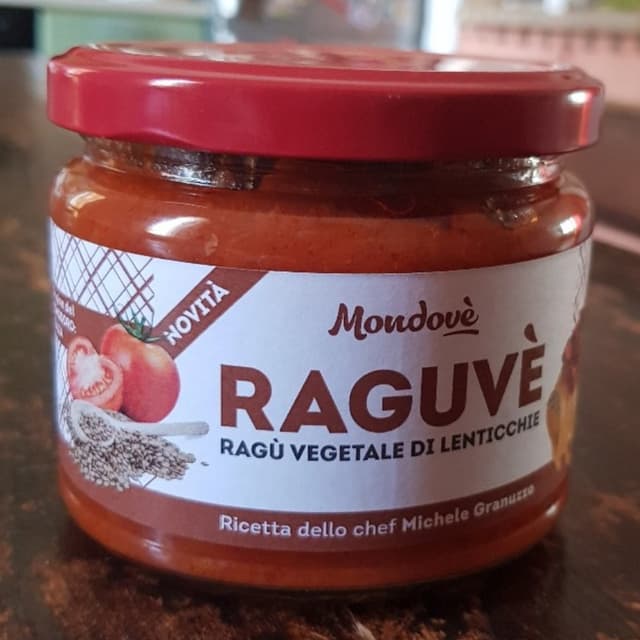 NOVITÀ
Mondovè
RAGUVÈ
RAGÙ VEGETALE DI LENTICCHIE
Ricetta dello chef Michele Granuzzo